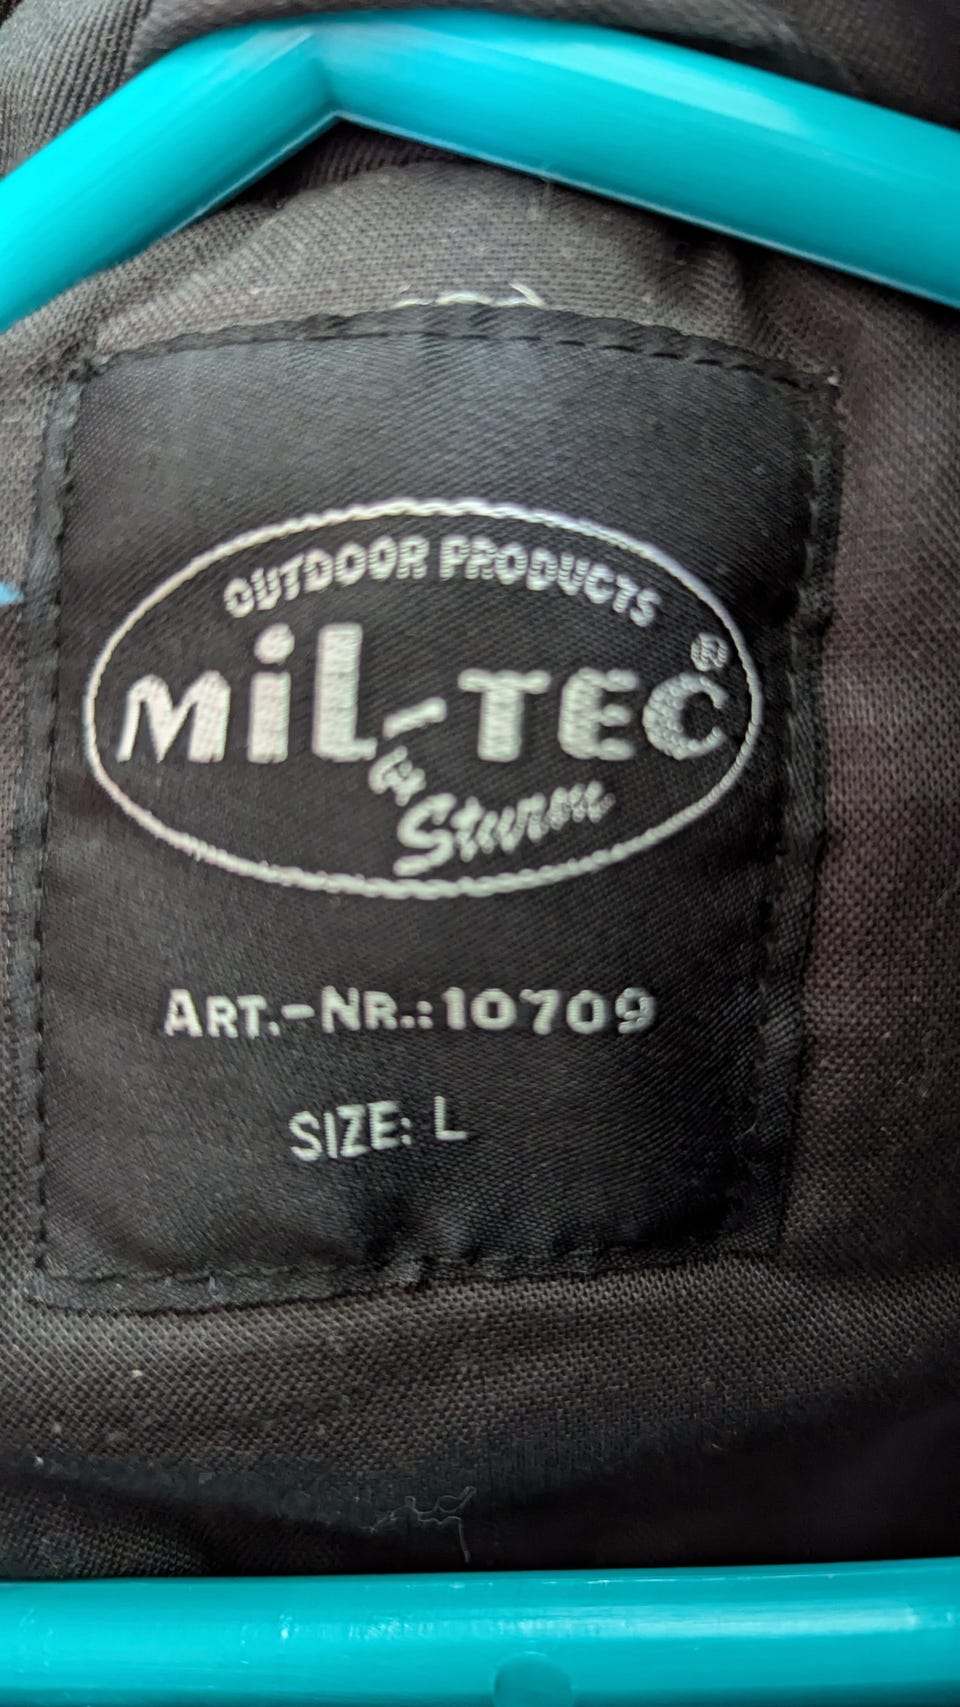 OUTDOOR PRODUCTS
MiL-TEC®
by Sturm
ART.-NR.:10709
SIZE: L